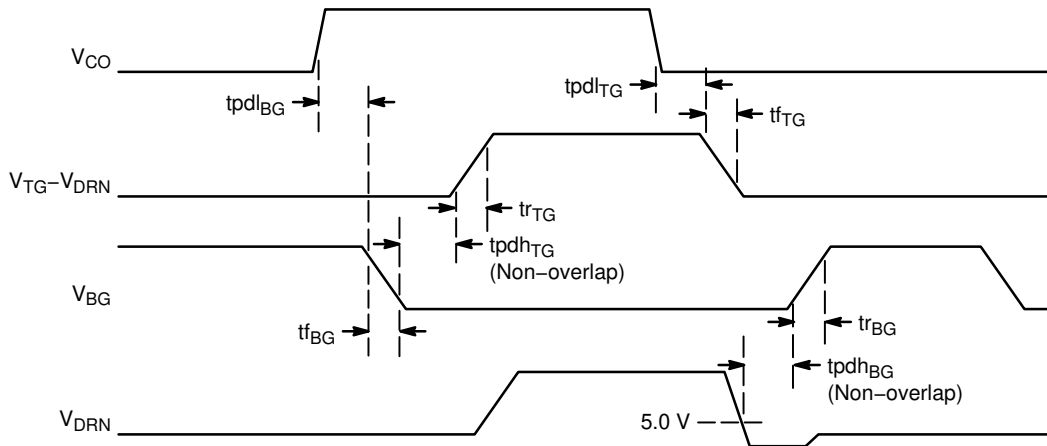 V_CO
tpdl_BG
tpdl_TG
tf_TG
V_TG–V_DRN
tr_TG
tpdh_TG
(Non–overlap)
V_BG
tf_BG
tr_BG
tpdh_BG
(Non–overlap)
5.0 V
V_DRN